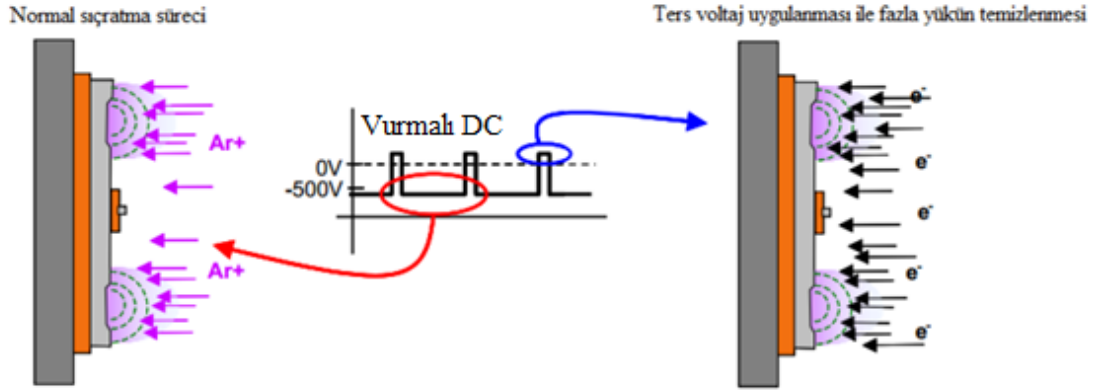 Normal sıçratma süreci
Ters voltaj uygulanması ile fazla yükün temizlenmesi
Vurmalı DC
0V
-500V
Ar+
Ar+
e-
e-
e-
e-
e-